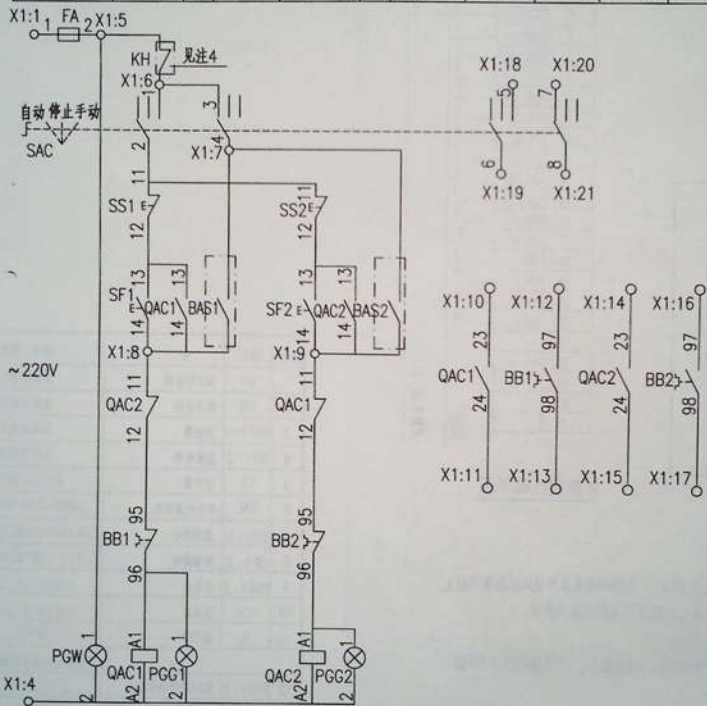 X1:1 1 FA 2 X1:5
KH 见注4
X1:6
X1:18 X1:20
1 3 5 7
自动 停止 手动
SAC
2 4 6 8
X1:7
X1:19 X1:21
11 11
SS1 E SS2 E
12 12
13 13 13 13
SF1 E QAC1 BAS1 SF2 E QAC2 BAS2
14 14 14 14
X1:8 X1:9
X1:10 X1:12 X1:14 X1:16
23 97 23 97
QAC1 BB1 QAC2 BB2
24 98 24 98
X1:11 X1:13 X1:15 X1:17
~220V
11 11
QAC2 QAC1
12 12
95 95
BB1 BB2
96 96
1 A1 1 A1 1
PGW QAC1 PGG1 QAC2 PGG2
2 A2 2 A2 2
X1:4